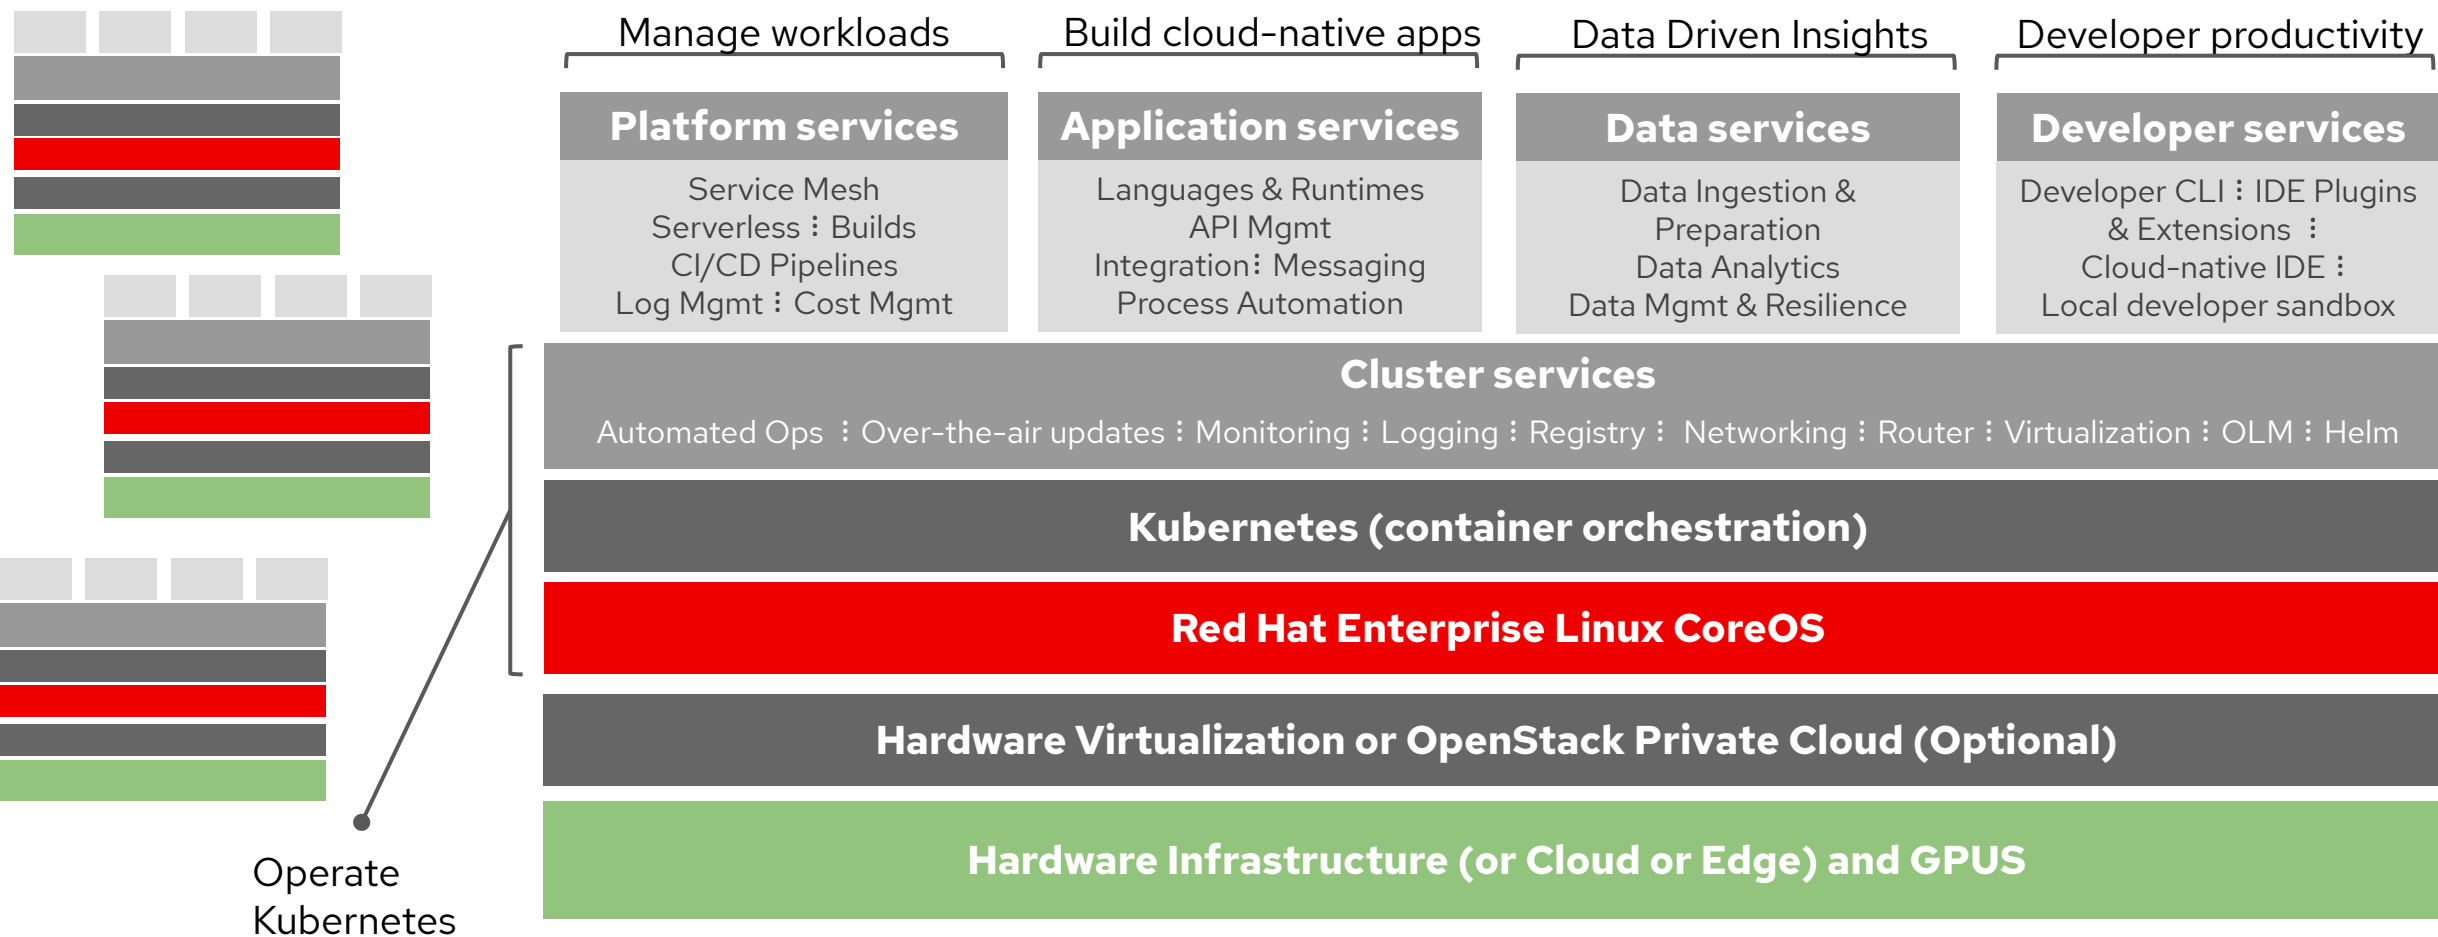 Manage workloads
Build cloud-native apps
Data Driven Insights
Developer productivity
Platform services
Service Mesh
Serverless ⋮ Builds
CI/CD Pipelines
Log Mgmt ⋮ Cost Mgmt
Application services
Languages & Runtimes
API Mgmt
Integration⋮ Messaging
Process Automation
Data services
Data Ingestion &
Preparation
Data Analytics
Data Mgmt & Resilience
Developer services
Developer CLI ⋮ IDE Plugins
& Extensions ⋮
Cloud-native IDE ⋮
Local developer sandbox
Cluster services
Automated Ops ⋮ Over-the-air updates ⋮ Monitoring ⋮ Logging ⋮ Registry ⋮ Networking ⋮ Router ⋮ Virtualization ⋮ OLM ⋮ Helm
Kubernetes (container orchestration)
Red Hat Enterprise Linux CoreOS
Hardware Virtualization or OpenStack Private Cloud (Optional)
Hardware Infrastructure (or Cloud or Edge) and GPUS
Operate
Kubernetes